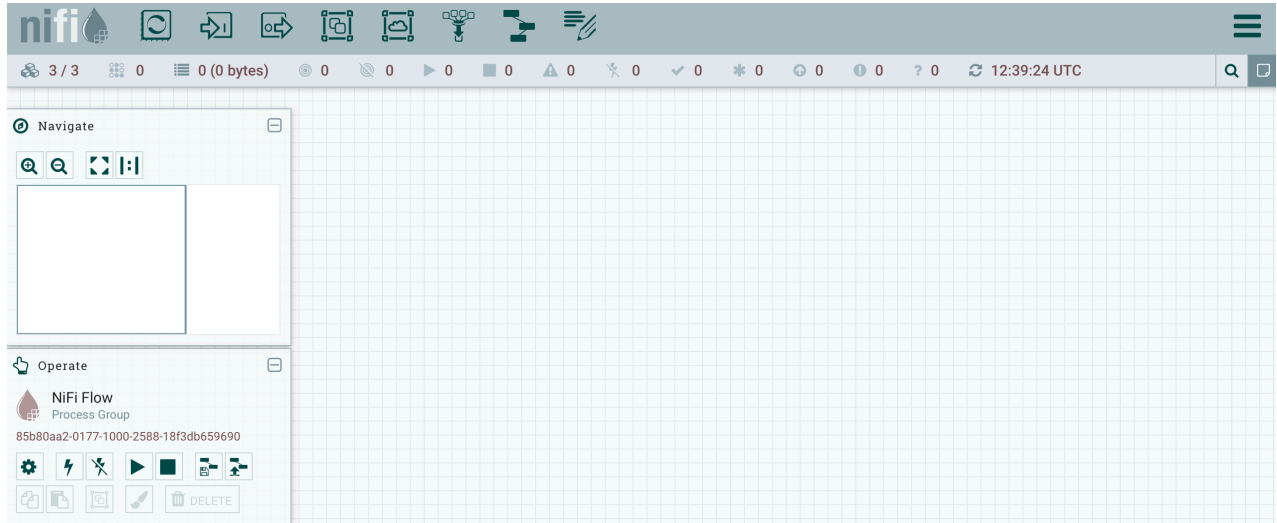 nifi
3 / 3 0 0 (0 bytes) 0 0 0 0 0 0 0 0 0 0 ? 0 12:39:24 UTC
Navigate
Operate
NiFi Flow
Process Group
85b80aa2-0177-1000-2588-18f3db659690
DELETE